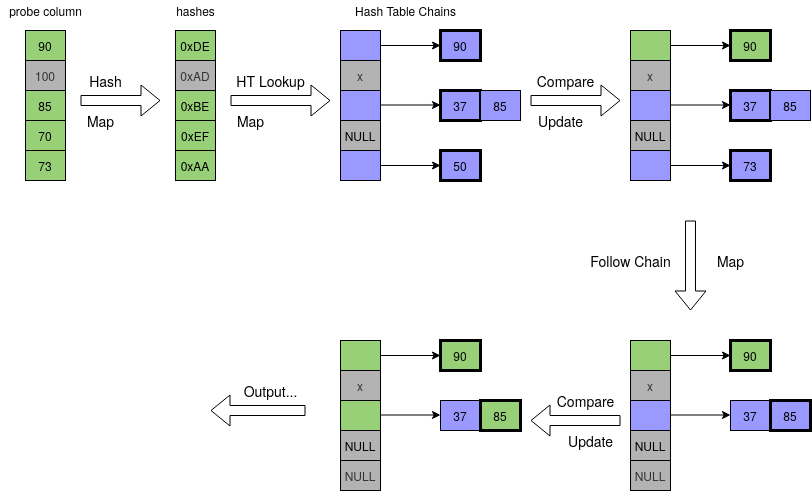 probe column
hashes
Hash Table Chains
90
100
85
70
73
Hash
Map
0xDE
0xAD
0xBE
0xEF
0xAA
HT Lookup
Map
x
NULL
90
37 85
50
Compare
Update
x
NULL
90
37 85
73
Follow Chain Map
x
NULL
NULL
90
37 85
Compare
Update
x
NULL
NULL
90
37 85
Output...